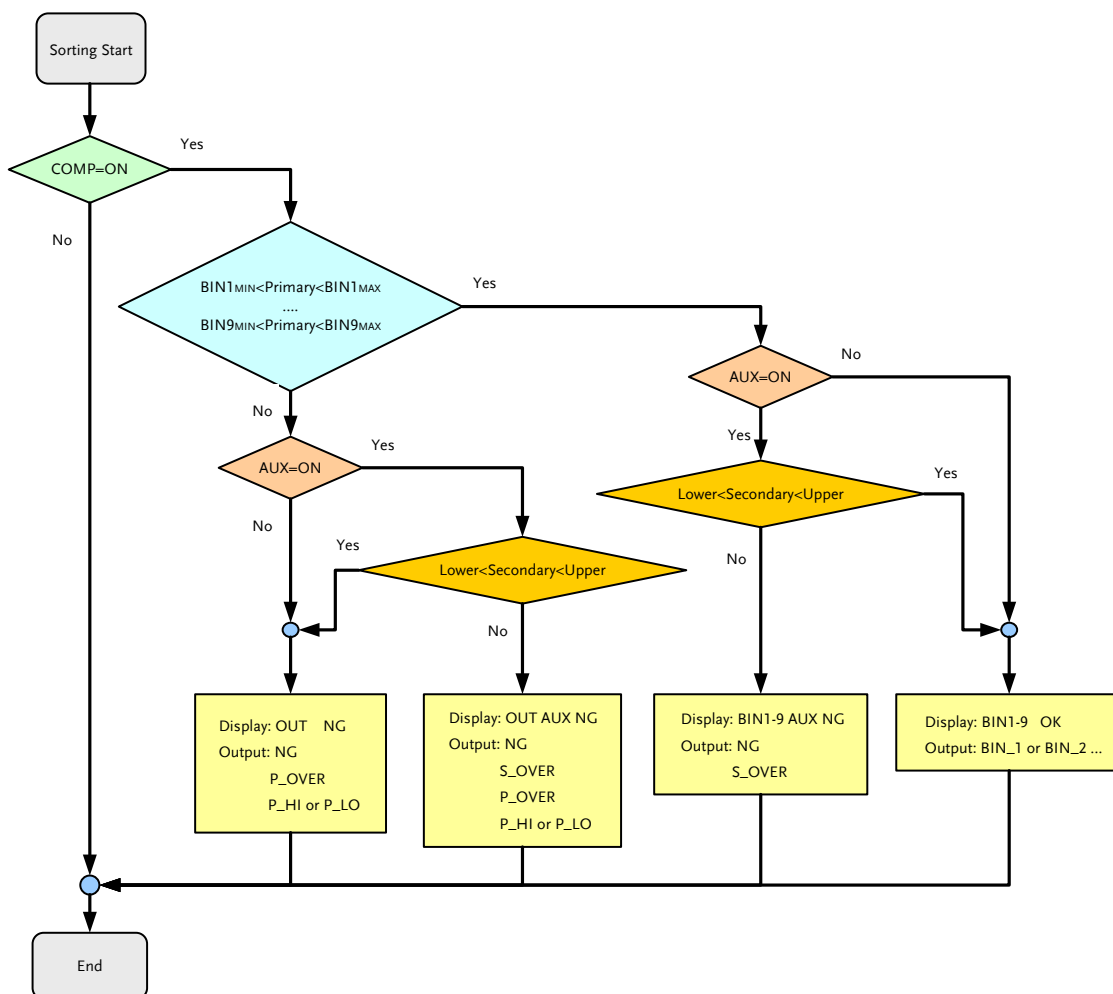 Sorting Start
Yes
COMP=ON
No
BIN1MIN<Primary<BIN1MAX
....
BIN9MIN<Primary<BIN9MAX
Yes
No
AUX=ON
No
Yes
AUX=ON
Yes
Lower<Secondary<Upper
Yes
No
Yes
Lower<Secondary<Upper
No
No
Display: OUT NG
Output: NG
P_OVER
P_HI or P_LO
Display: OUT AUX NG
Output: NG
S_OVER
P_OVER
P_HI or P_LO
Display: BIN1-9 AUX NG
Output: NG
S_OVER
Display: BIN1-9 OK
Output: BIN_1 or BIN_2 ...
End